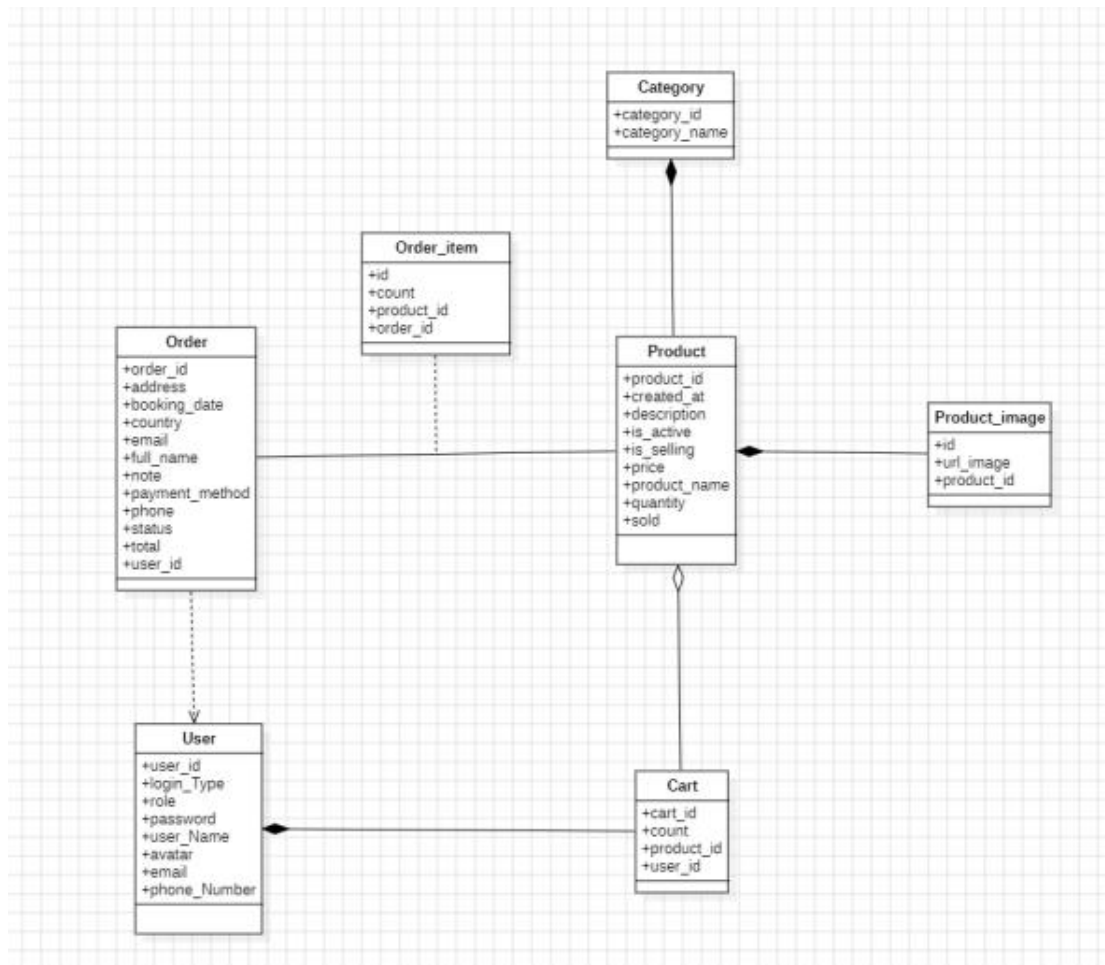 Category
+category_id
+category_name
Order_item
+id
+count
+product_id
+order_id
Order
+order_id
+address
+booking_date
+country
+email
+full_name
+note
+payment_method
+phone
+status
+total
+user_id
Product
+product_id
+created_at
+description
+is_active
+is_selling
+price
+product_name
+quantity
+sold
Product_image
+id
+url_image
+product_id
User
+user_id
+login_Type
+role
+password
+user_Name
+avatar
+email
+phone_Number
Cart
+cart_id
+count
+product_id
+user_id